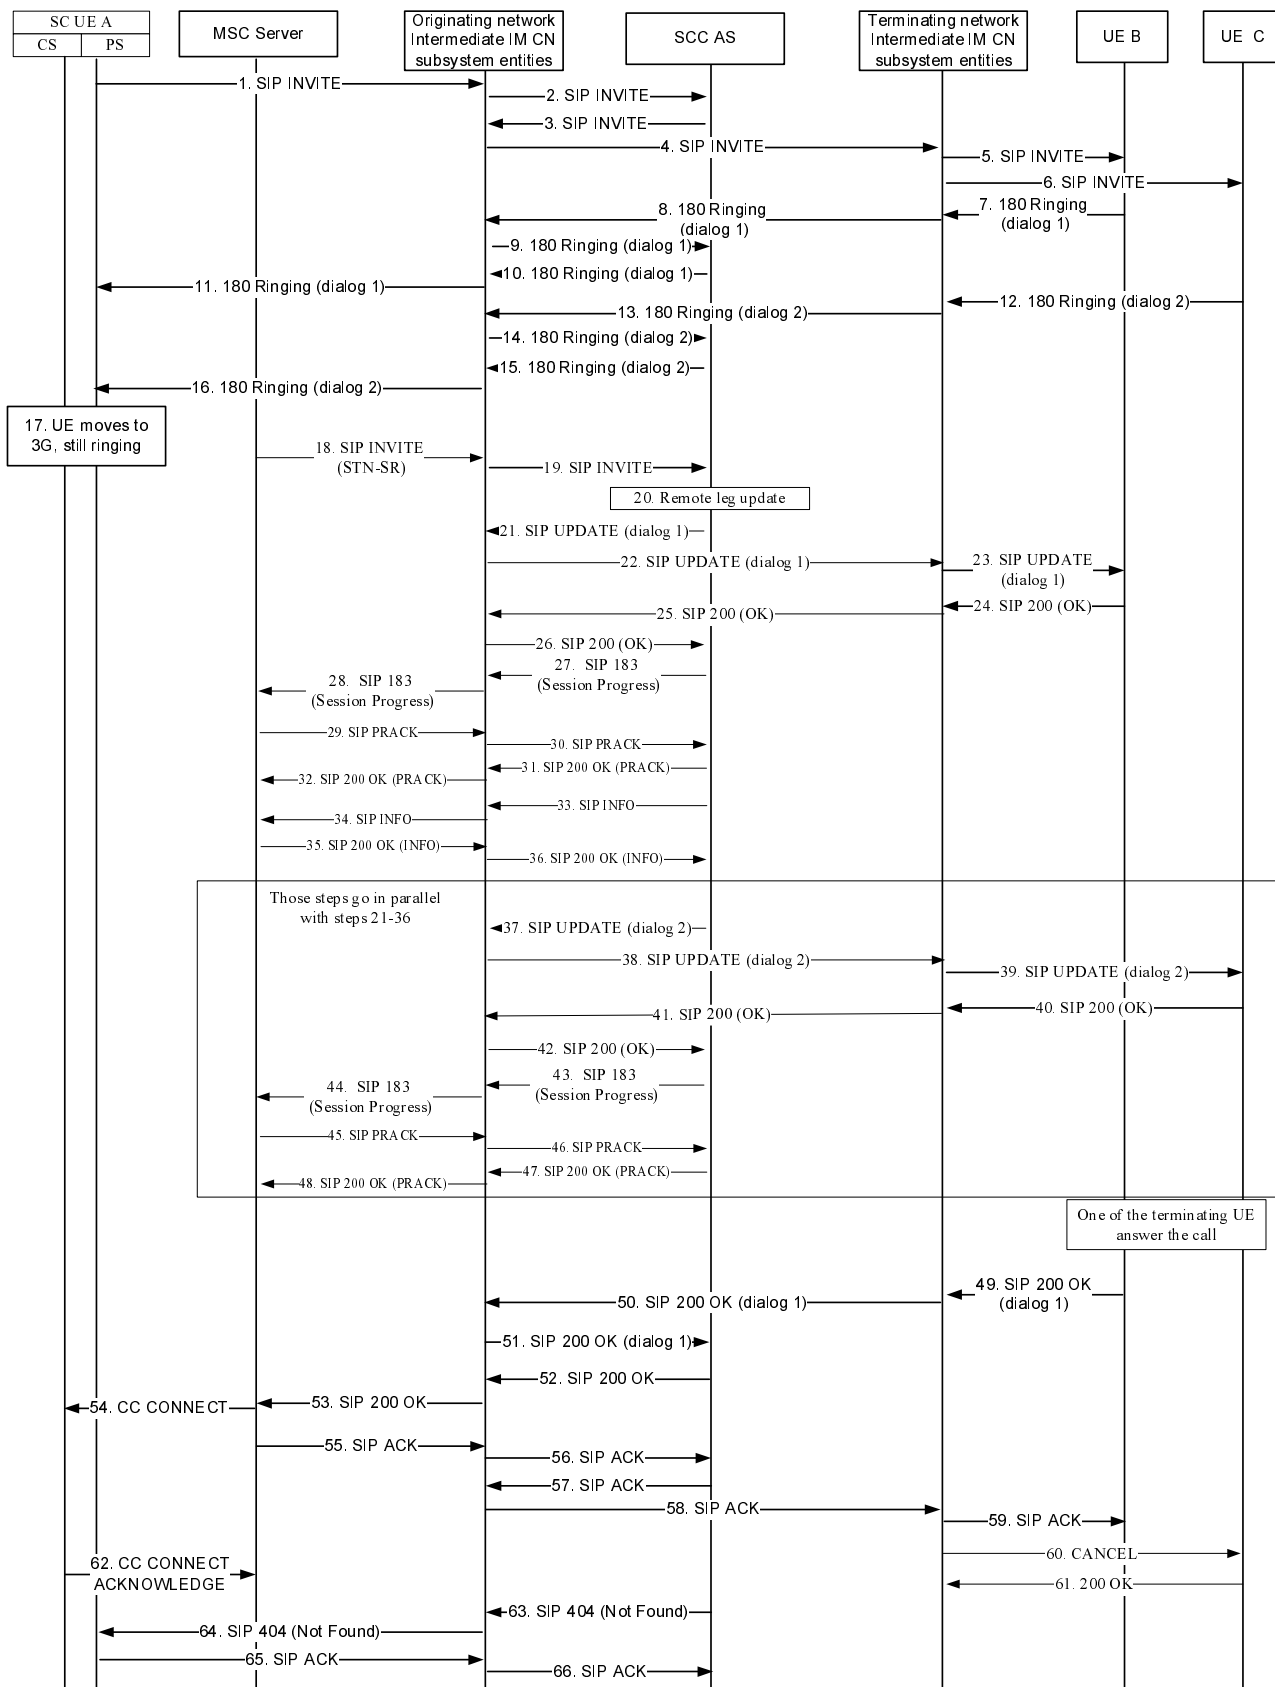 SC UE A
CS
PS
MSC Server
Originating network
Intermediate IM CN
subsystem entities
SCC AS
Terminating network
Intermediate IM CN
subsystem entities
UE B
UE C
1. SIP INVITE
2. SIP INVITE
3. SIP INVITE
4. SIP INVITE
5. SIP INVITE
6. SIP INVITE
7. 180 Ringing
(dialog 1)
8. 180 Ringing
(dialog 1)
9. 180 Ringing (dialog 1)
10. 180 Ringing (dialog 1)
11. 180 Ringing (dialog 1)
12. 180 Ringing (dialog 2)
13. 180 Ringing (dialog 2)
14. 180 Ringing (dialog 2)
15. 180 Ringing (dialog 2)
16. 180 Ringing (dialog 2)
17. UE moves to
3G, still ringing
18. SIP INVITE
(STN-SR)
19. SIP INVITE
20. Remote leg update
21. SIP UPDATE (dialog 1)
22. SIP UPDATE (dialog 1)
23. SIP UPDATE
(dialog 1)
24. SIP 200 (OK)
25. SIP 200 (OK)
26. SIP 200 (OK)
27. SIP 183
(Session Progress)
28. SIP 183
(Session Progress)
29. SIP PRACK
30. SIP PRACK
31. SIP 200 OK (PRACK)
32. SIP 200 OK (PRACK)
33. SIP INFO
34. SIP INFO
35. SIP 200 OK (INFO)
36. SIP 200 OK (INFO)
Those steps go in parallel
with steps 21-36
37. SIP UPDATE (dialog 2)
38. SIP UPDATE (dialog 2)
39. SIP UPDATE (dialog 2)
40. SIP 200 (OK)
41. SIP 200 (OK)
42. SIP 200 (OK)
43. SIP 183
(Session Progress)
44. SIP 183
(Session Progress)
45. SIP PRACK
46. SIP PRACK
47. SIP 200 OK (PRACK)
48. SIP 200 OK (PRACK)
One of the terminating UE
answer the call
49. SIP 200 OK
(dialog 1)
50. SIP 200 OK (dialog 1)
51. SIP 200 OK (dialog 1)
52. SIP 200 OK
53. SIP 200 OK
54. CC CONNECT
55. SIP ACK
56. SIP ACK
57. SIP ACK
58. SIP ACK
59. SIP ACK
60. CANCEL
61. 200 OK
62. CC CONNECT
ACKNOWLEDGE
63. SIP 404 (Not Found)
64. SIP 404 (Not Found)
65. SIP ACK
66. SIP ACK